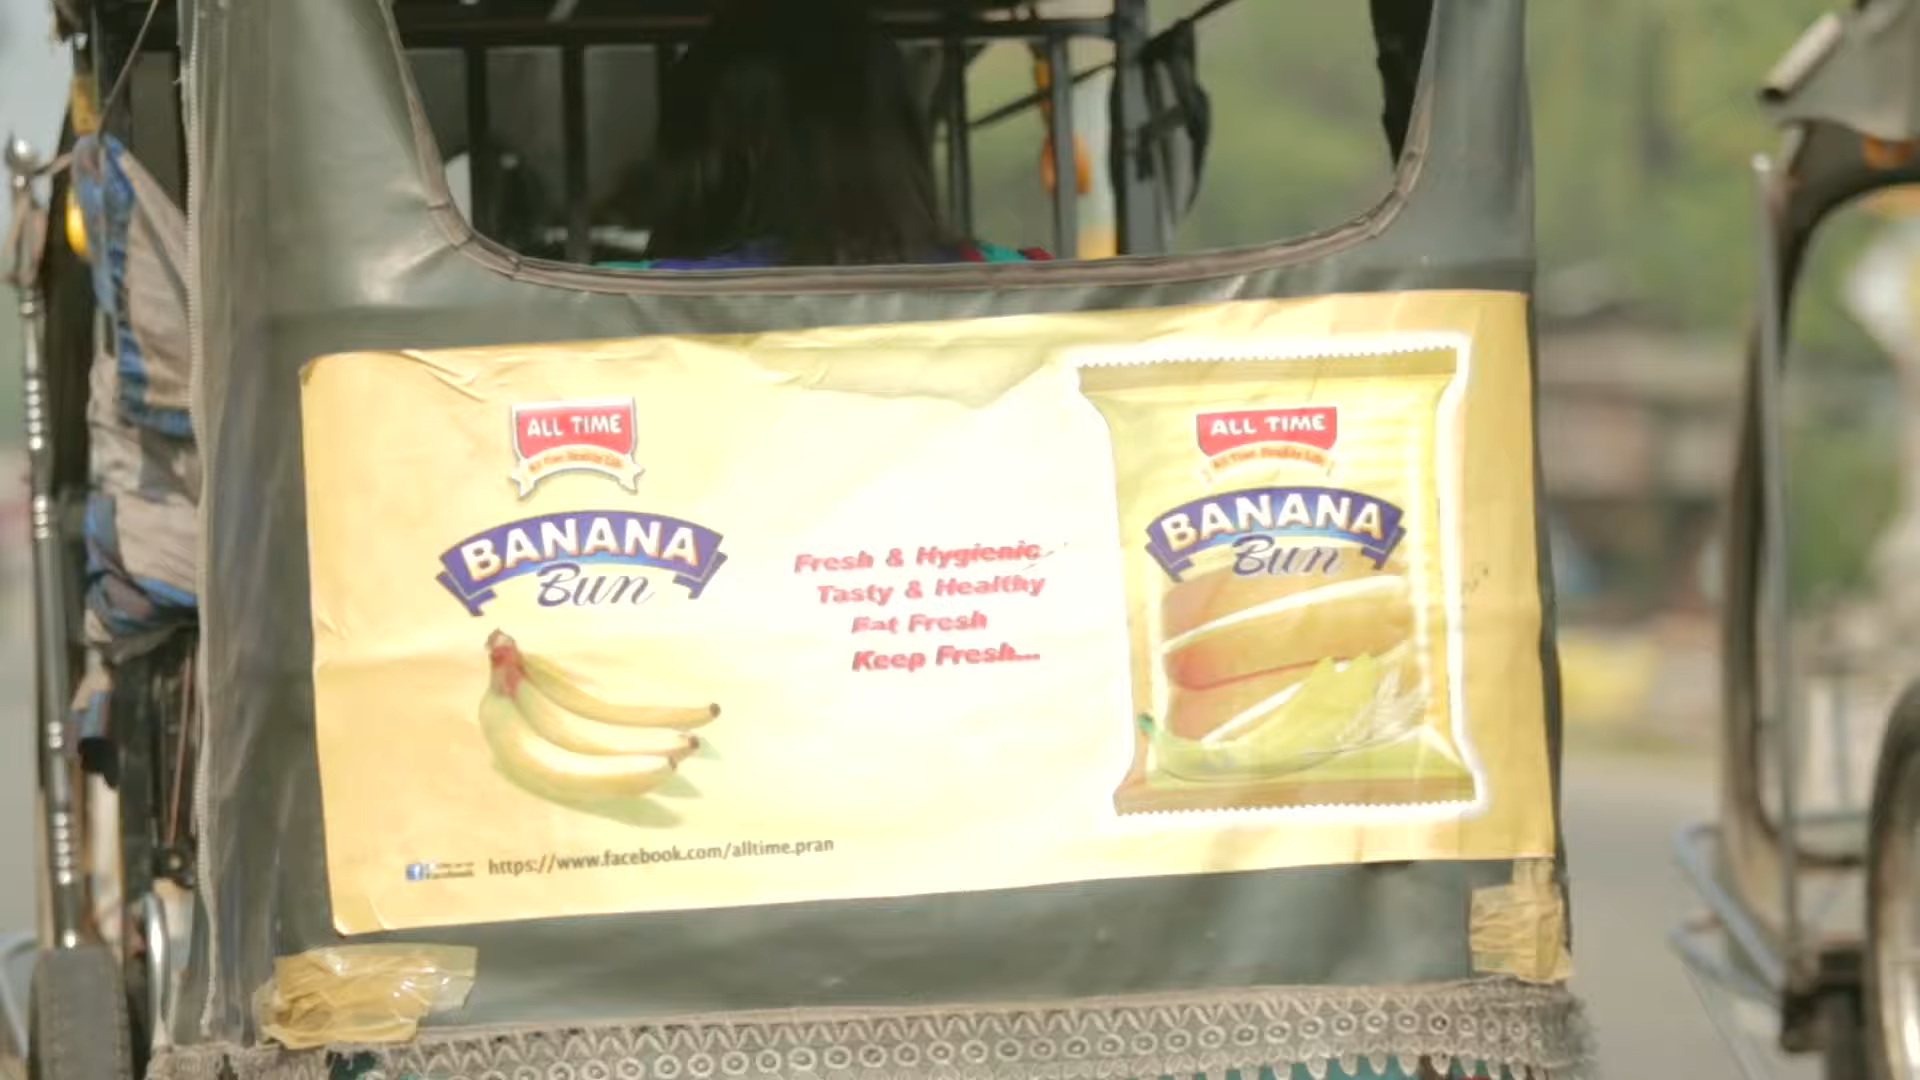 ALL TIME
BANANA
Bun
Fresh & Hygienic
Tasty & Healthy
Eat Fresh
Keep Fresh...
https://www.facebook.com/alltime.pran
ALL TIME
BANANA
Bun